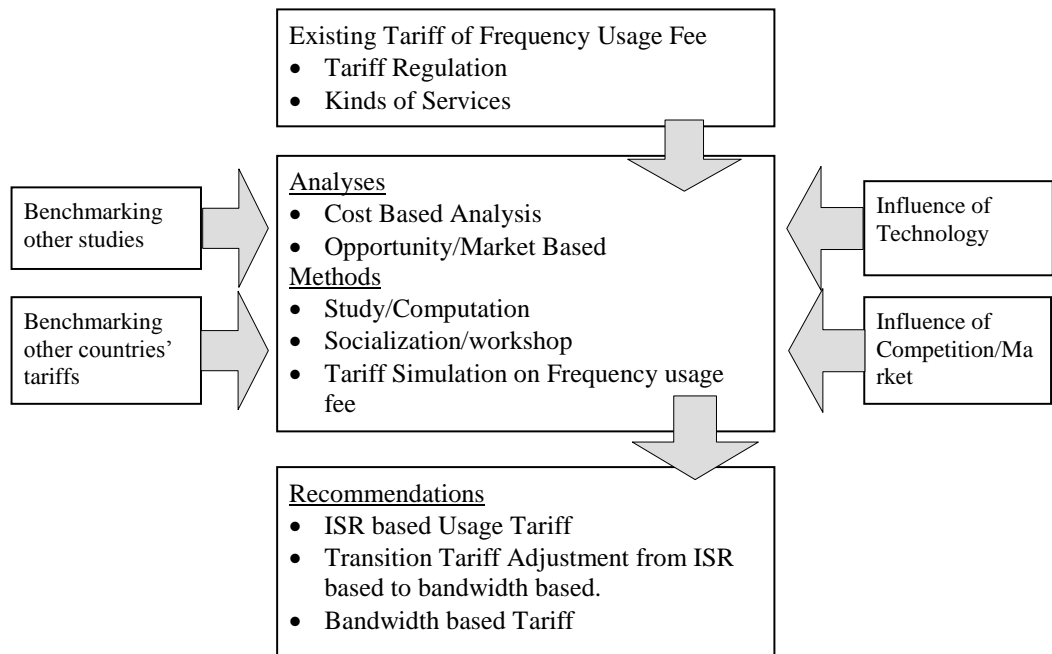 Existing Tariff of Frequency Usage Fee
• Tariff Regulation
• Kinds of Services
Benchmarking
other studies
Benchmarking
other countries’
tariffs
Analyses
• Cost Based Analysis
• Opportunity/Market Based
Methods
• Study/Computation
• Socialization/workshop
• Tariff Simulation on Frequency usage
fee
Influence of
Technology
Influence of
Competition/Ma
rket
Recommendations
• ISR based Usage Tariff
• Transition Tariff Adjustment from ISR
based to bandwidth based.
• Bandwidth based Tariff